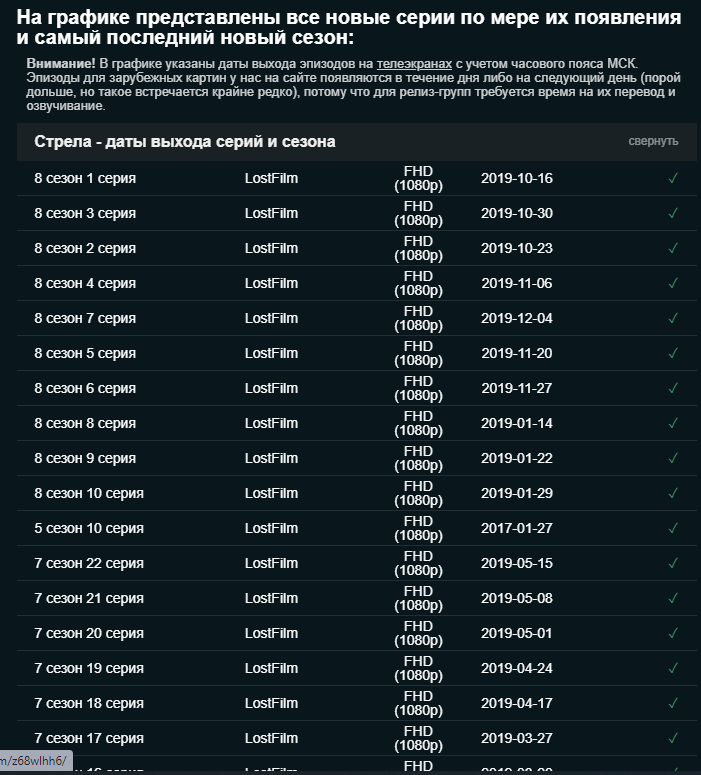 На графике представлены все новые серии по мере их появления
и самый последний новый сезон:
Внимание! В графике указаны даты выхода эпизодов на телеэкранах с учетом часового пояса МСК.
Эпизоды для зарубежных картин у нас на сайте появляются в течение дня либо на следующий день (порой
дольше, но такое встречается крайне редко), потому что для релиз-групп требуется время на их перевод и
озвучивание.
Стрела - даты выхода серий и сезона свернуть
8 сезон 1 серия LostFilm FHD (1080p) 2019-10-16 ✓
8 сезон 3 серия LostFilm FHD (1080p) 2019-10-30 ✓
8 сезон 2 серия LostFilm FHD (1080p) 2019-10-23 ✓
8 сезон 4 серия LostFilm FHD (1080p) 2019-11-06 ✓
8 сезон 7 серия LostFilm FHD (1080p) 2019-12-04 ✓
8 сезон 5 серия LostFilm FHD (1080p) 2019-11-20 ✓
8 сезон 6 серия LostFilm FHD (1080p) 2019-11-27 ✓
8 сезон 8 серия LostFilm FHD (1080p) 2019-01-14 ✓
8 сезон 9 серия LostFilm FHD (1080p) 2019-01-22 ✓
8 сезон 10 серия LostFilm FHD (1080p) 2019-01-29 ✓
5 сезон 10 серия LostFilm FHD (1080p) 2017-01-27 ✓
7 сезон 22 серия LostFilm FHD (1080p) 2019-05-15 ✓
7 сезон 21 серия LostFilm FHD (1080p) 2019-05-08 ✓
7 сезон 20 серия LostFilm FHD (1080p) 2019-05-01 ✓
7 сезон 19 серия LostFilm FHD (1080p) 2019-04-24 ✓
7 сезон 18 серия LostFilm FHD (1080p) 2019-04-17 ✓
7 сезон 17 серия LostFilm FHD (1080p) 2019-03-27 ✓
m/z68wlhh6/
FHD